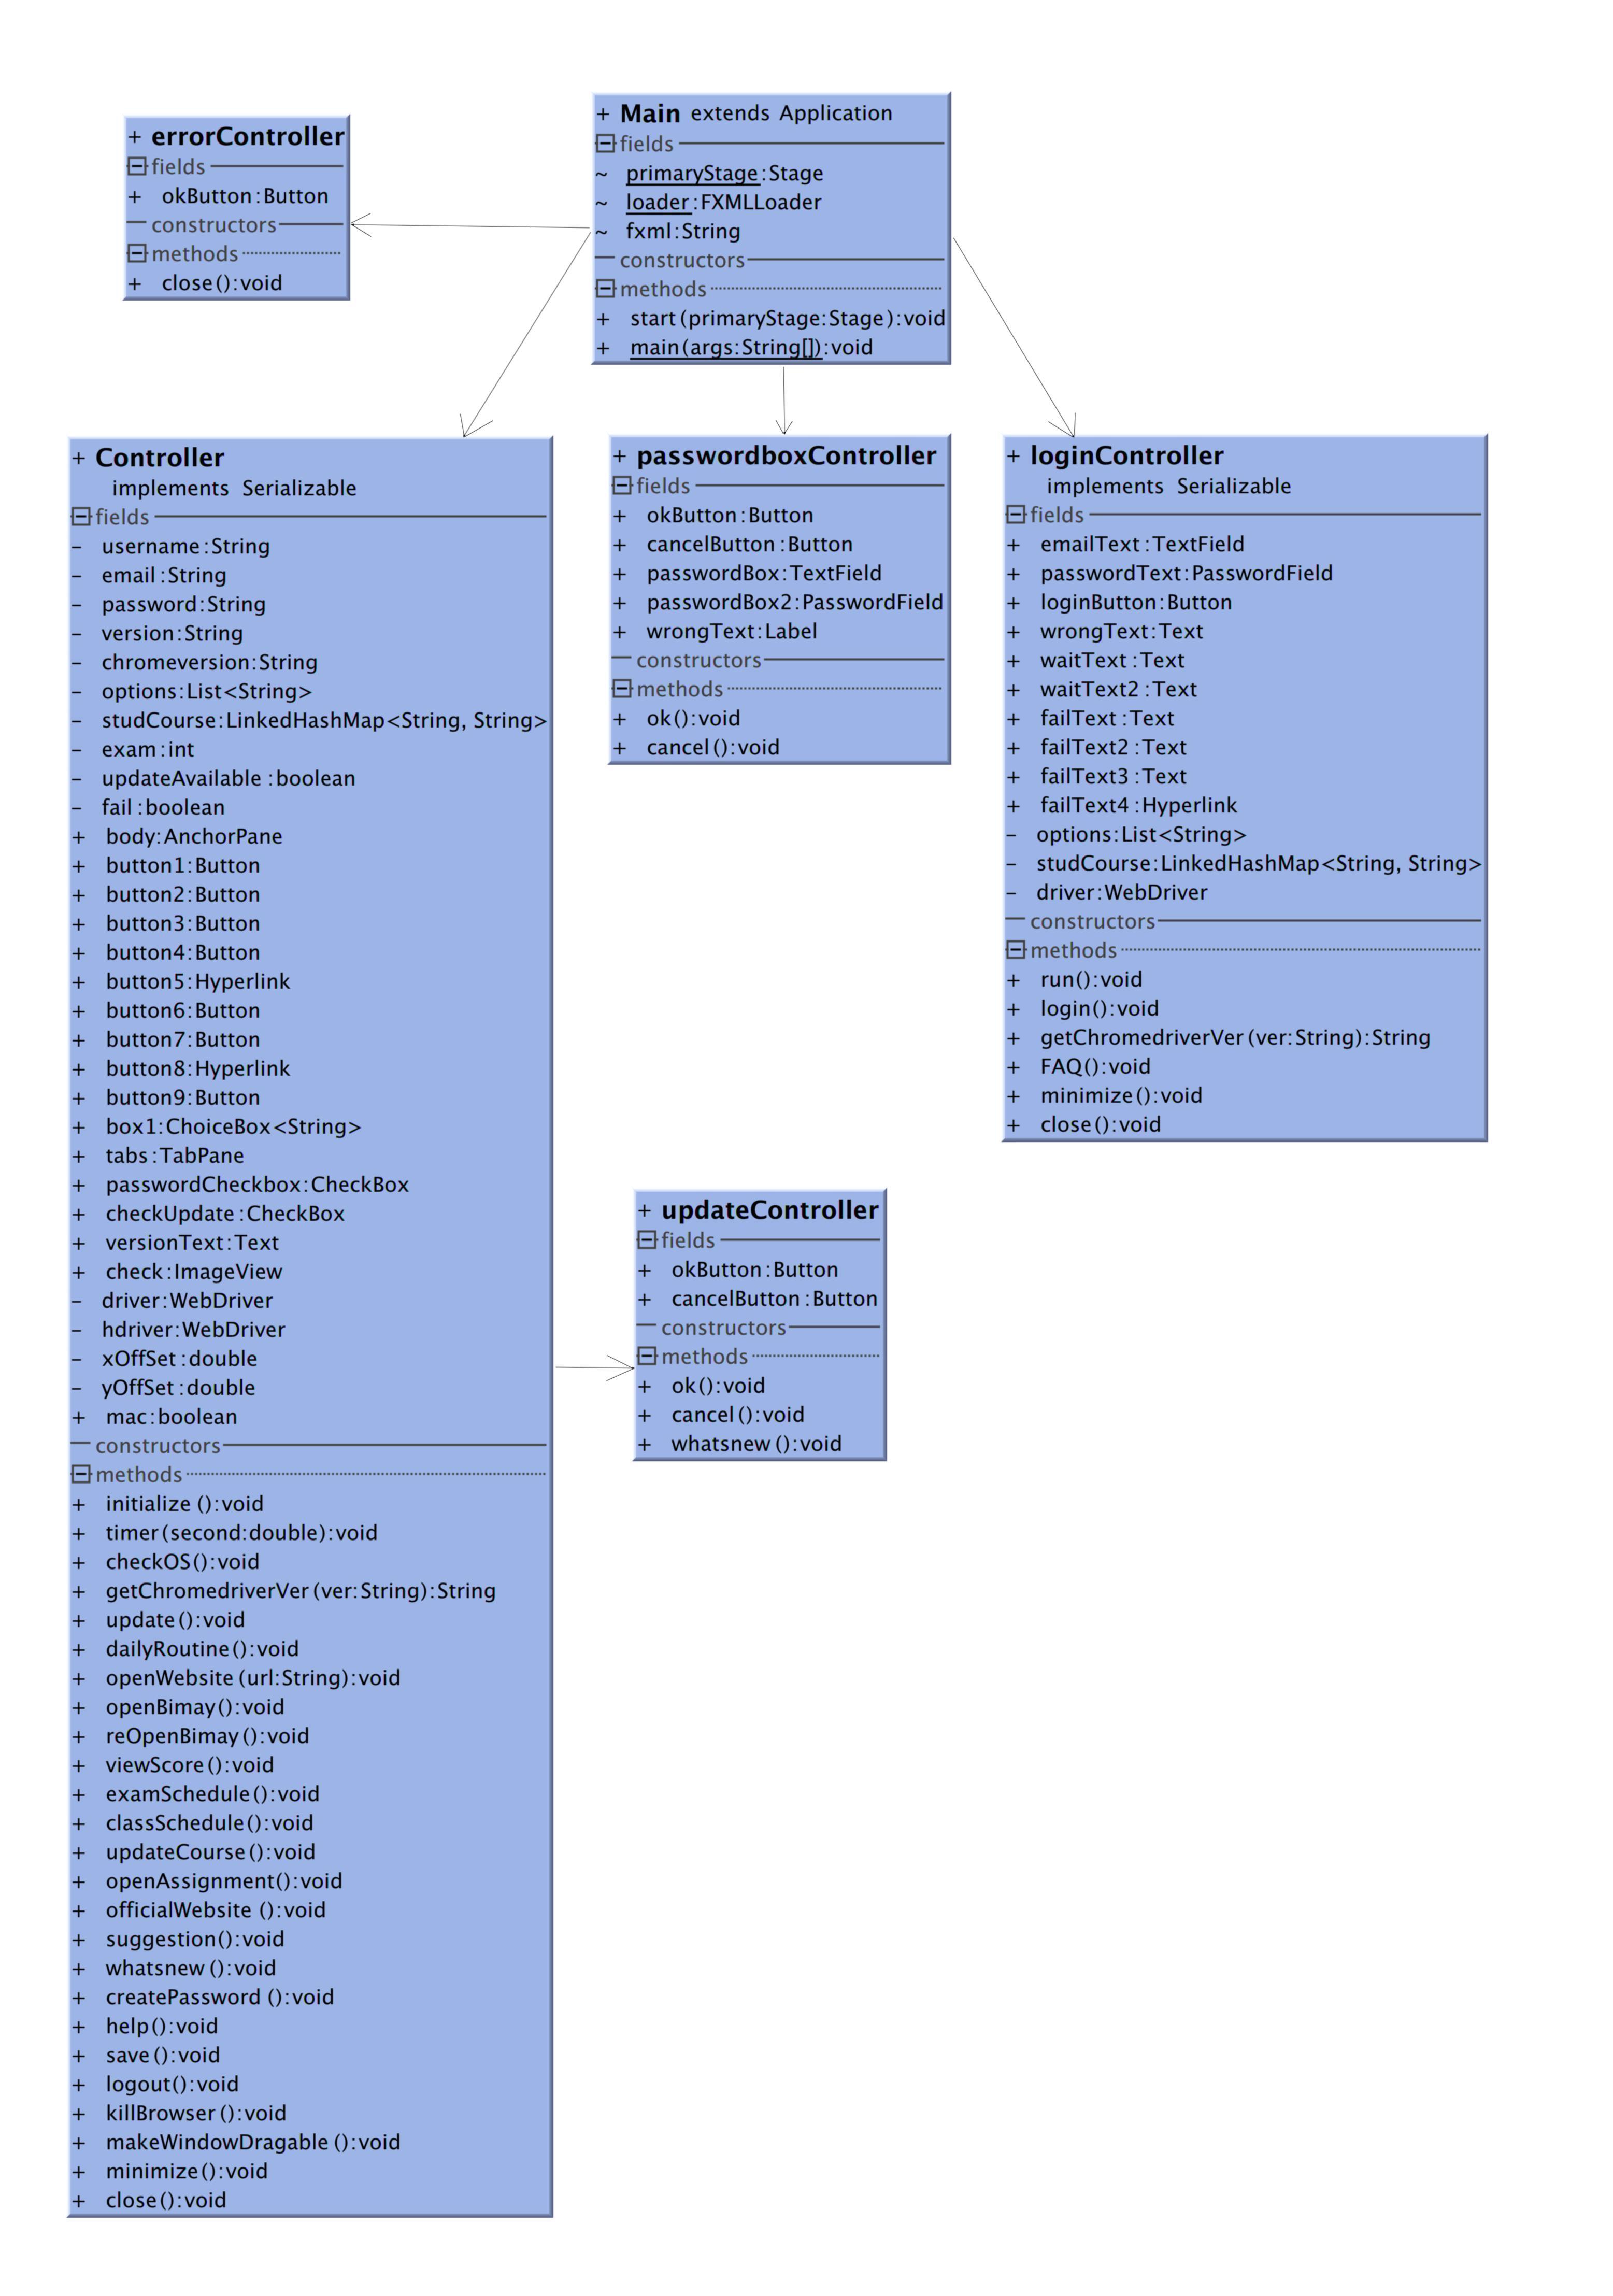 + errorController
fields
+ okButton:Button
constructors
methods
+ close():void
+ Main extends Application
fields
~ primaryStage:Stage
~ loader:FXMLLoader
~ fxml:String
constructors
methods
+ start(primaryStage:Stage):void
+ main(args:String[]):void
+ Controller
implements Serializable
fields
- username:String
- email:String
- password:String
- version:String
- chromeversion:String
- options:List<String>
- studCourse:LinkedHashMap<String, String>
- exam:int
- updateAvailable:boolean
- fail:boolean
+ body:AnchorPane
+ button1:Button
+ button2:Button
+ button3:Button
+ button4:Button
+ button5:Hyperlink
+ button6:Button
+ button7:Button
+ button8:Hyperlink
+ button9:Button
+ box1:ChoiceBox<String>
+ tabs:TabPane
+ passwordCheckbox:CheckBox
+ checkUpdate:CheckBox
+ versionText:Text
+ check:ImageView
- driver:WebDriver
- hdriver:WebDriver
- xOffSet:double
- yOffSet:double
+ mac:boolean
constructors
methods
+ initialize():void
+ timer(second:double):void
+ checkOS():void
+ getChromedriverVer(ver:String):String
+ update():void
+ dailyRoutine():void
+ openWebsite(url:String):void
+ openBimay():void
+ reOpenBimay():void
+ viewScore():void
+ examSchedule():void
+ classSchedule():void
+ updateCourse():void
+ openAssignment():void
+ officialWebsite():void
+ suggestion():void
+ whatsnew():void
+ createPassword():void
+ help():void
+ save():void
+ logout():void
+ killBrowser():void
+ makeWindowDragable():void
+ minimize():void
+ close():void
+ passwordboxController
fields
+ okButton:Button
+ cancelButton:Button
+ passwordBox:TextField
+ passwordBox2:PasswordField
+ wrongText:Label
constructors
methods
+ ok():void
+ cancel():void
+ loginController
implements Serializable
fields
+ emailText:TextField
+ passwordText:PasswordField
+ loginButton:Button
+ wrongText:Text
+ waitText:Text
+ waitText2:Text
+ failText:Text
+ failText2:Text
+ failText3:Text
+ failText4:Hyperlink
- options:List<String>
- studCourse:LinkedHashMap<String, String>
- driver:WebDriver
constructors
methods
+ run():void
+ login():void
+ getChromedriverVer(ver:String):String
+ FAQ():void
+ minimize():void
+ close():void
+ updateController
fields
+ okButton:Button
+ cancelButton:Button
constructors
methods
+ ok():void
+ cancel():void
+ whatsnew():void